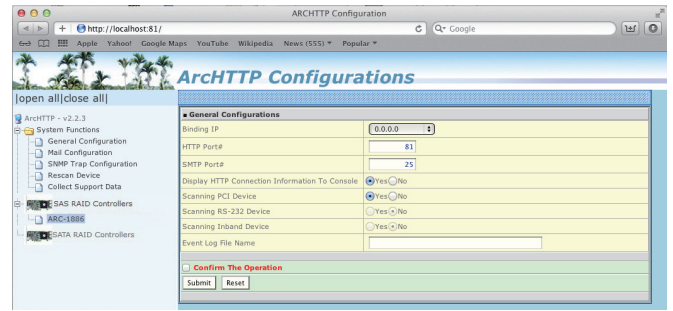 ARCHTTP Configuration
http://localhost:81/
Google
Apple Yahoo! Google Maps YouTube Wikipedia News (555) Popular
ArcHTTP Configurations
|open all|close all|
ArcHTTP - v2.2.3
System Functions
General Configuration
Mail Configuration
SNMP Trap Configuration
Rescan Device
Collect Support Data
SAS RAID Controllers
ARC-1886
SATA RAID Controllers
General Configurations
Binding IP 0.0.0.0
HTTP Port# 81
SMTP Port# 25
Display HTTP Connection Information To Console Yes No
Scanning PCI Device Yes No
Scanning RS-232 Device Yes No
Scanning Inband Device Yes No
Event Log File Name
Confirm The Operation
Submit Reset